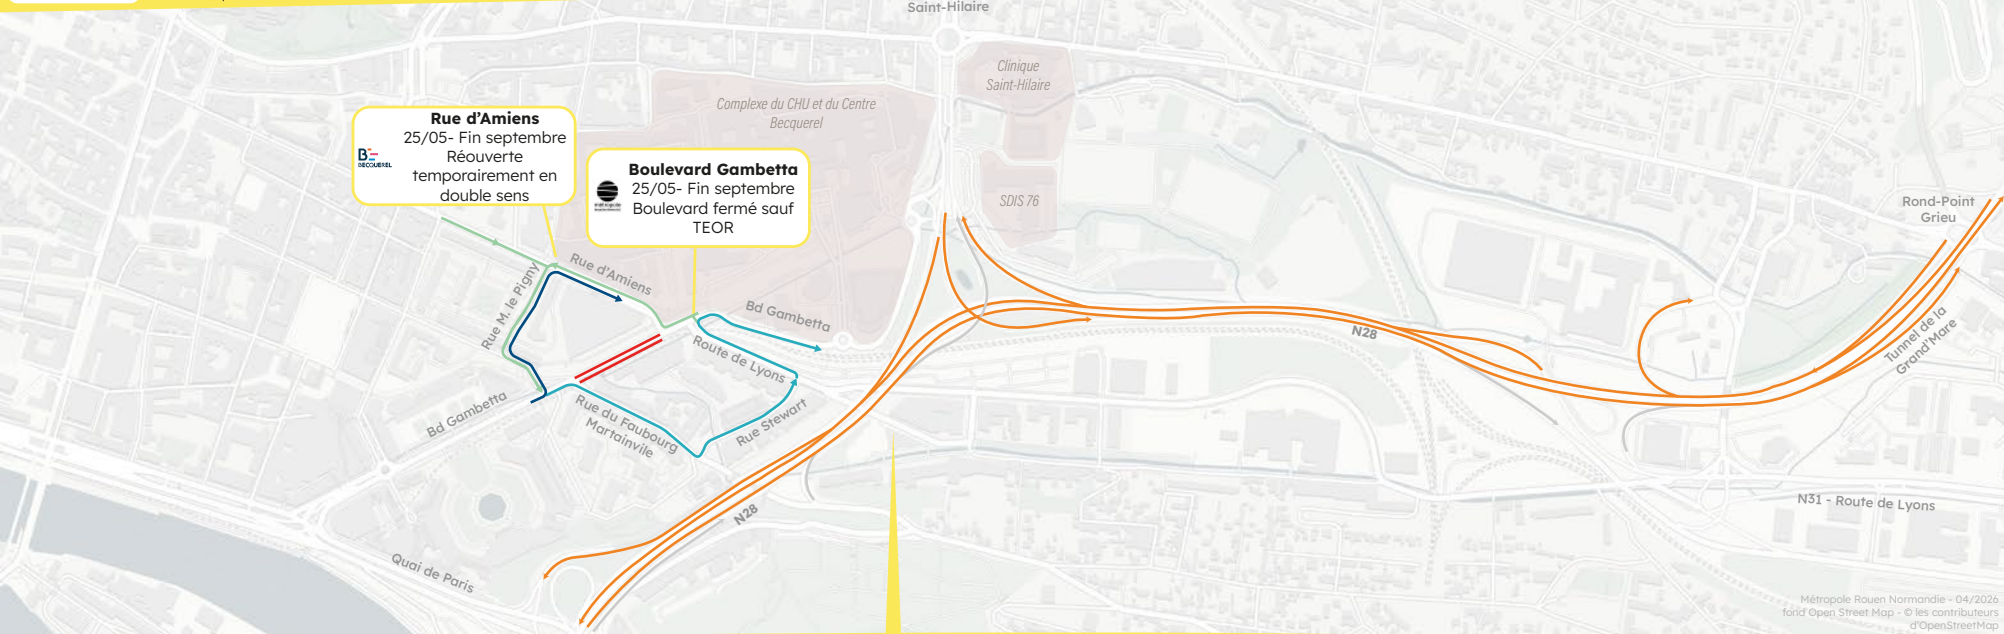 Saint-Hilaire
Clinique
Saint-Hilaire
Complexe du CHU et du Centre
Becquerel
Rue d'Amiens
25/05- Fin septembre
Réouverte
temporairement en
double sens
BECQUEREL
Boulevard Gambetta
25/05- Fin septembre
Boulevard fermé sauf
TEOR
métropole
SDIS 76
Rond-Point
Grieu
Rue d'Amiens
Rue M. le Pigny
Bd Gambetta
Route de Lyons
N28
Tunnel de la
Grand'Mare
Bd Gambetta
Rue du Faubourg
Martainvile
Rue Stewart
N28
N31 - Route de Lyons
Quai de Paris
Métropole Rouen Normandie - 04/2026
fond Open Street Map - © les contributeurs
d'OpenStreetMap